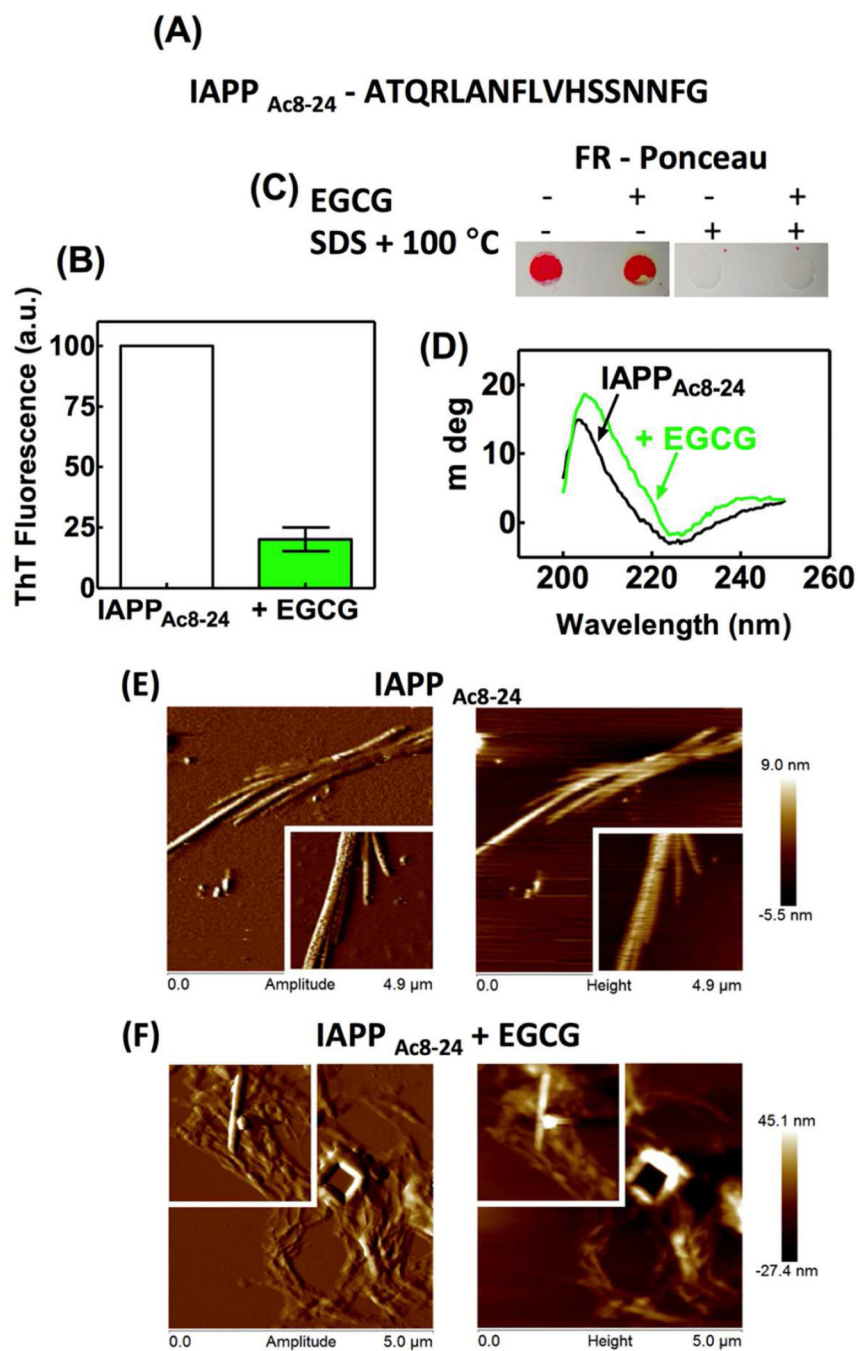 (A)
IAPP Ac8-24 - ATQRLANFLVHSSNNFG
FR - Ponceau
(C) EGCG - + - +
SDS + 100 °C - - + +
(B)
ThT Fluorescence (a.u.)
100
75
50
25
0
IAPPAc8-24 + EGCG
(D)
m deg
20
10
0
IAPPAc8-24
+ EGCG
200 220 240 260
Wavelength (nm)
(E) IAPP Ac8-24
9.0 nm
-5.5 nm
0.0 Amplitude 4.9 µm
0.0 Height 4.9 µm
(F) IAPP Ac8-24 + EGCG
45.1 nm
-27.4 nm
0.0 Amplitude 5.0 µm
0.0 Height 5.0 µm